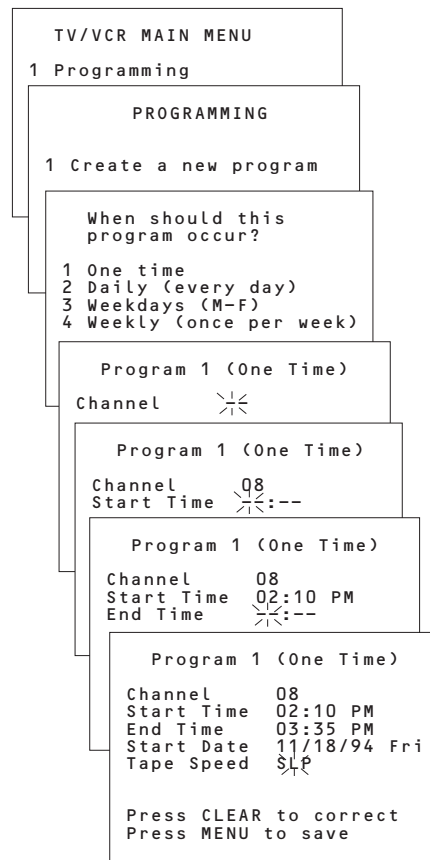 TV/VCR MAIN MENU
1 Programming
PROGRAMMING
1 Create a new program
When should this
program occur?
1 One time
2 Daily (every day)
3 Weekdays (M-F)
4 Weekly (once per week)
Program 1 (One Time)
Channel --
Program 1 (One Time)
Channel 08
Start Time --:--
Program 1 (One Time)
Channel 08
Start Time 02:10 PM
End Time --:--
Program 1 (One Time)
Channel 08
Start Time 02:10 PM
End Time 03:35 PM
Start Date 11/18/94 Fri
Tape Speed SLP
Press CLEAR to correct
Press MENU to save